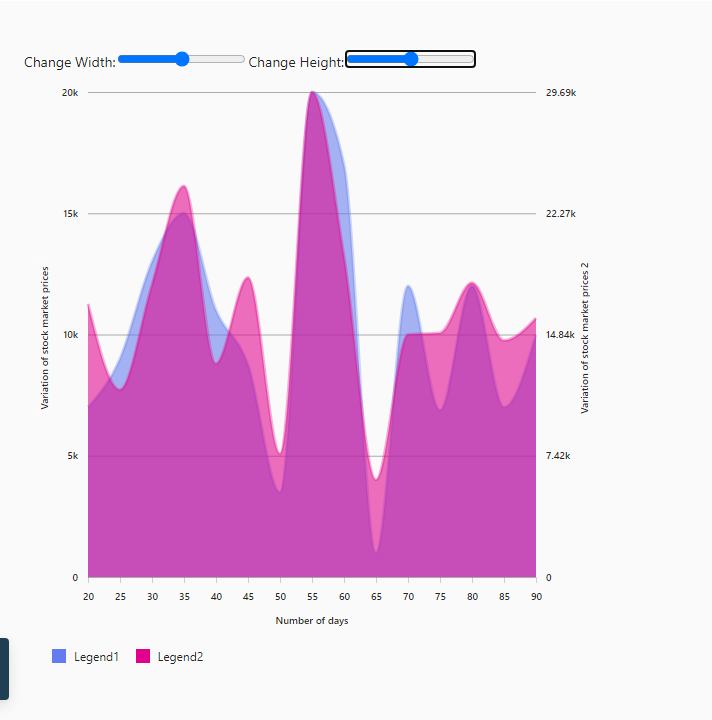 Change Width: Change Height:
20k 29.69k
15k 22.27k
10k 14.84k
5k 7.42k
0 0
Variation of stock market prices
Variation of stock market prices 2
20 25 30 35 40 45 50 55 60 65 70 75 80 85 90
Number of days
Legend1 Legend2